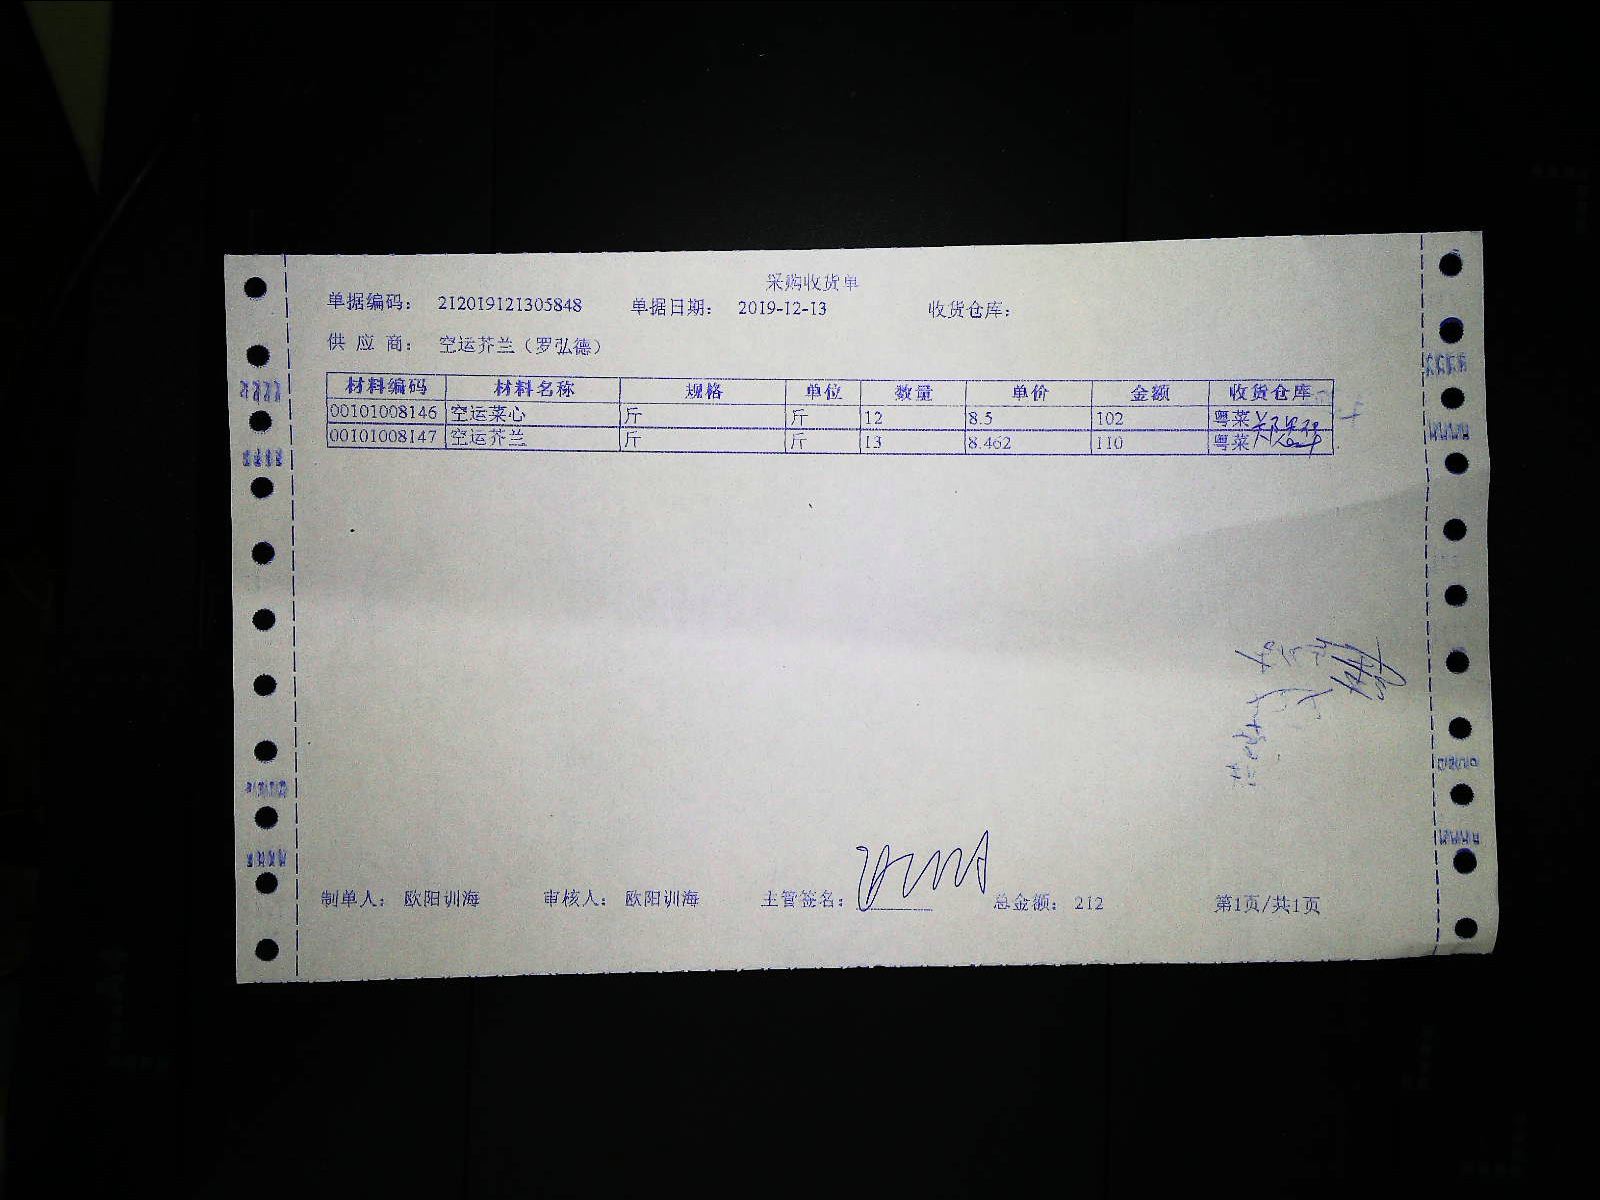 采购收货单
单据编码： 212019121305848 单据日期： 2019-12-13 收货仓库：
供 应 商： 空运芥兰（罗弘德）
材料编码 材料名称 规格 单位 数量 单价 金额 收货仓库
00101008146 空运菜心 斤 斤 12 8.5 102 粤菜
00101008147 空运芥兰 斤 斤 13 8.462 110 粤菜
制单人： 欧阳训海 审核人： 欧阳训海 主管签名： 总金额： 212 第1页/共1页